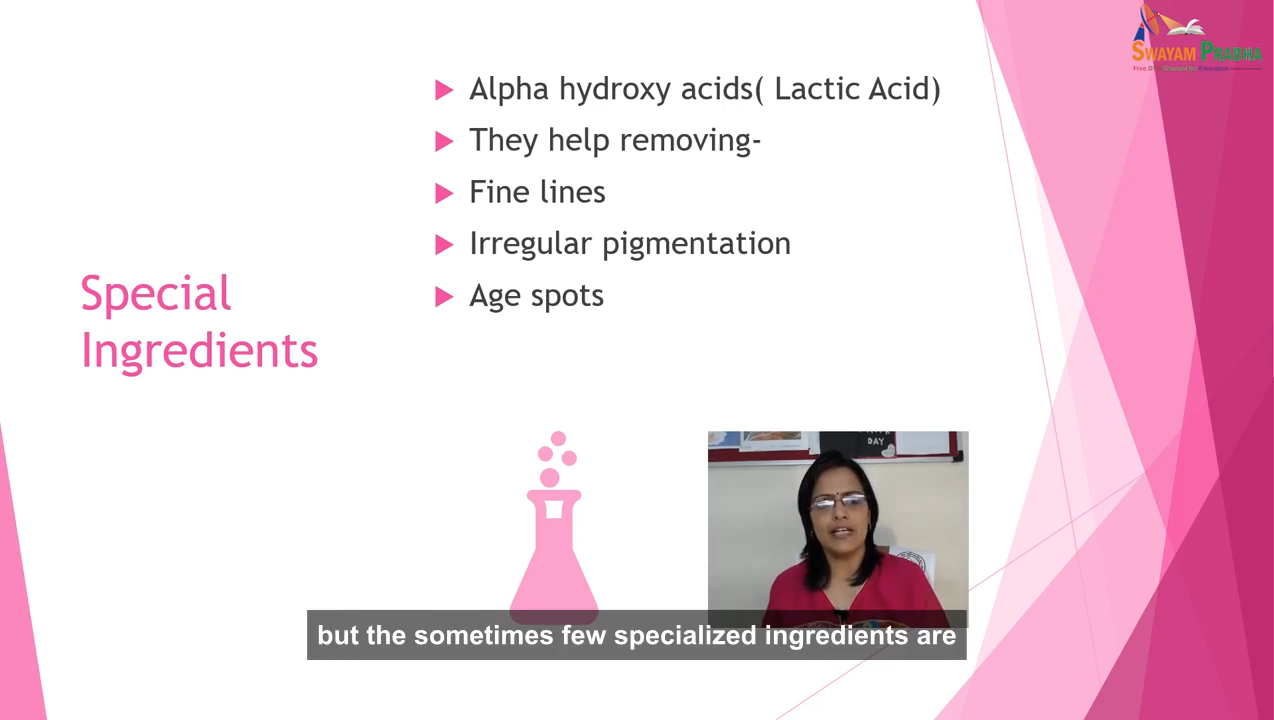 SWAYAM PRABHA
Alpha hydroxy acids( Lactic Acid)
They help removing-
Fine lines
Irregular pigmentation
Age spots
Special
Ingredients
DAY
but the sometimes few specialized ingredients are